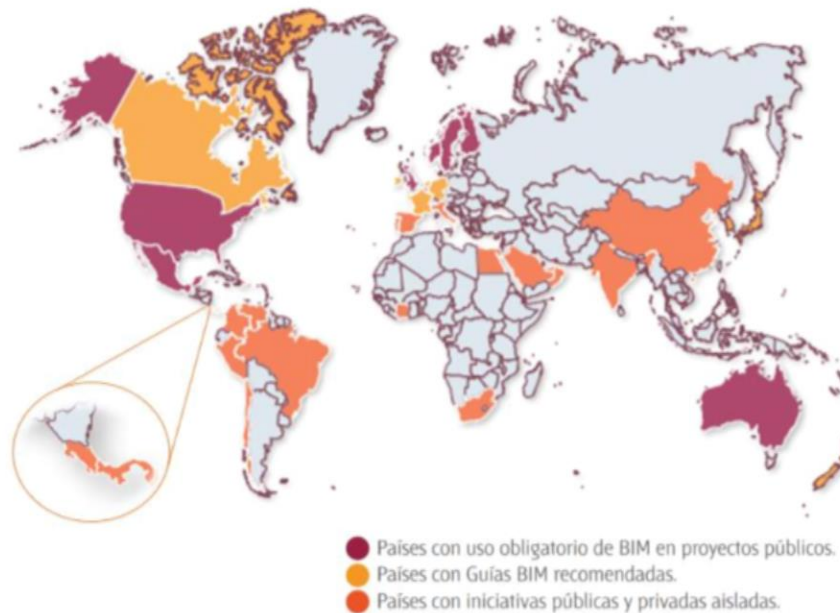 Países con uso obligatorio de BIM en proyectos públicos.
Países con Guías BIM recomendadas.
Países con iniciativas públicas y privadas aisladas.